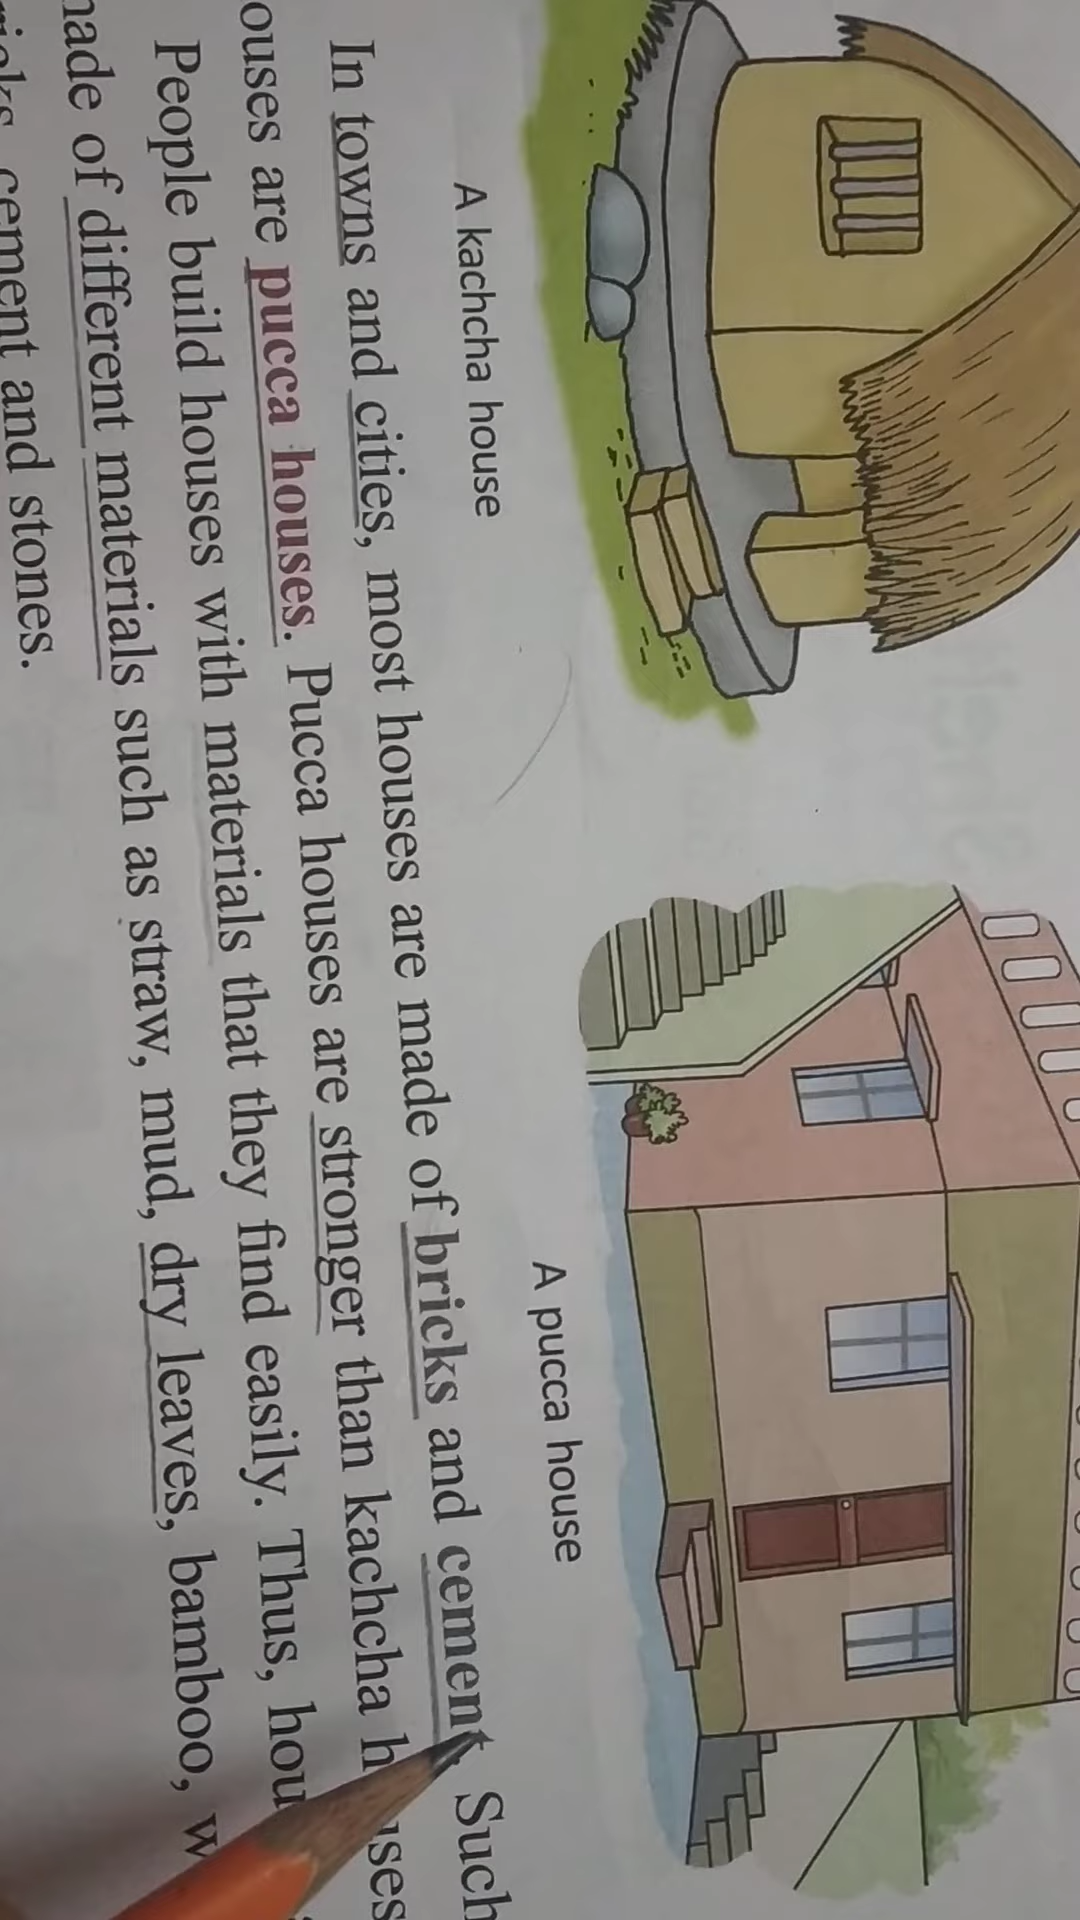 A kachcha house
A pucca house
In towns and cities, most houses are made of bricks and cement. Such
ouses are pucca houses. Pucca houses are stronger than kachcha
People build houses with materials that they find easily. Thus,
made of different materials such as straw, mud, dry leaves, bamboo,
cement and stones.